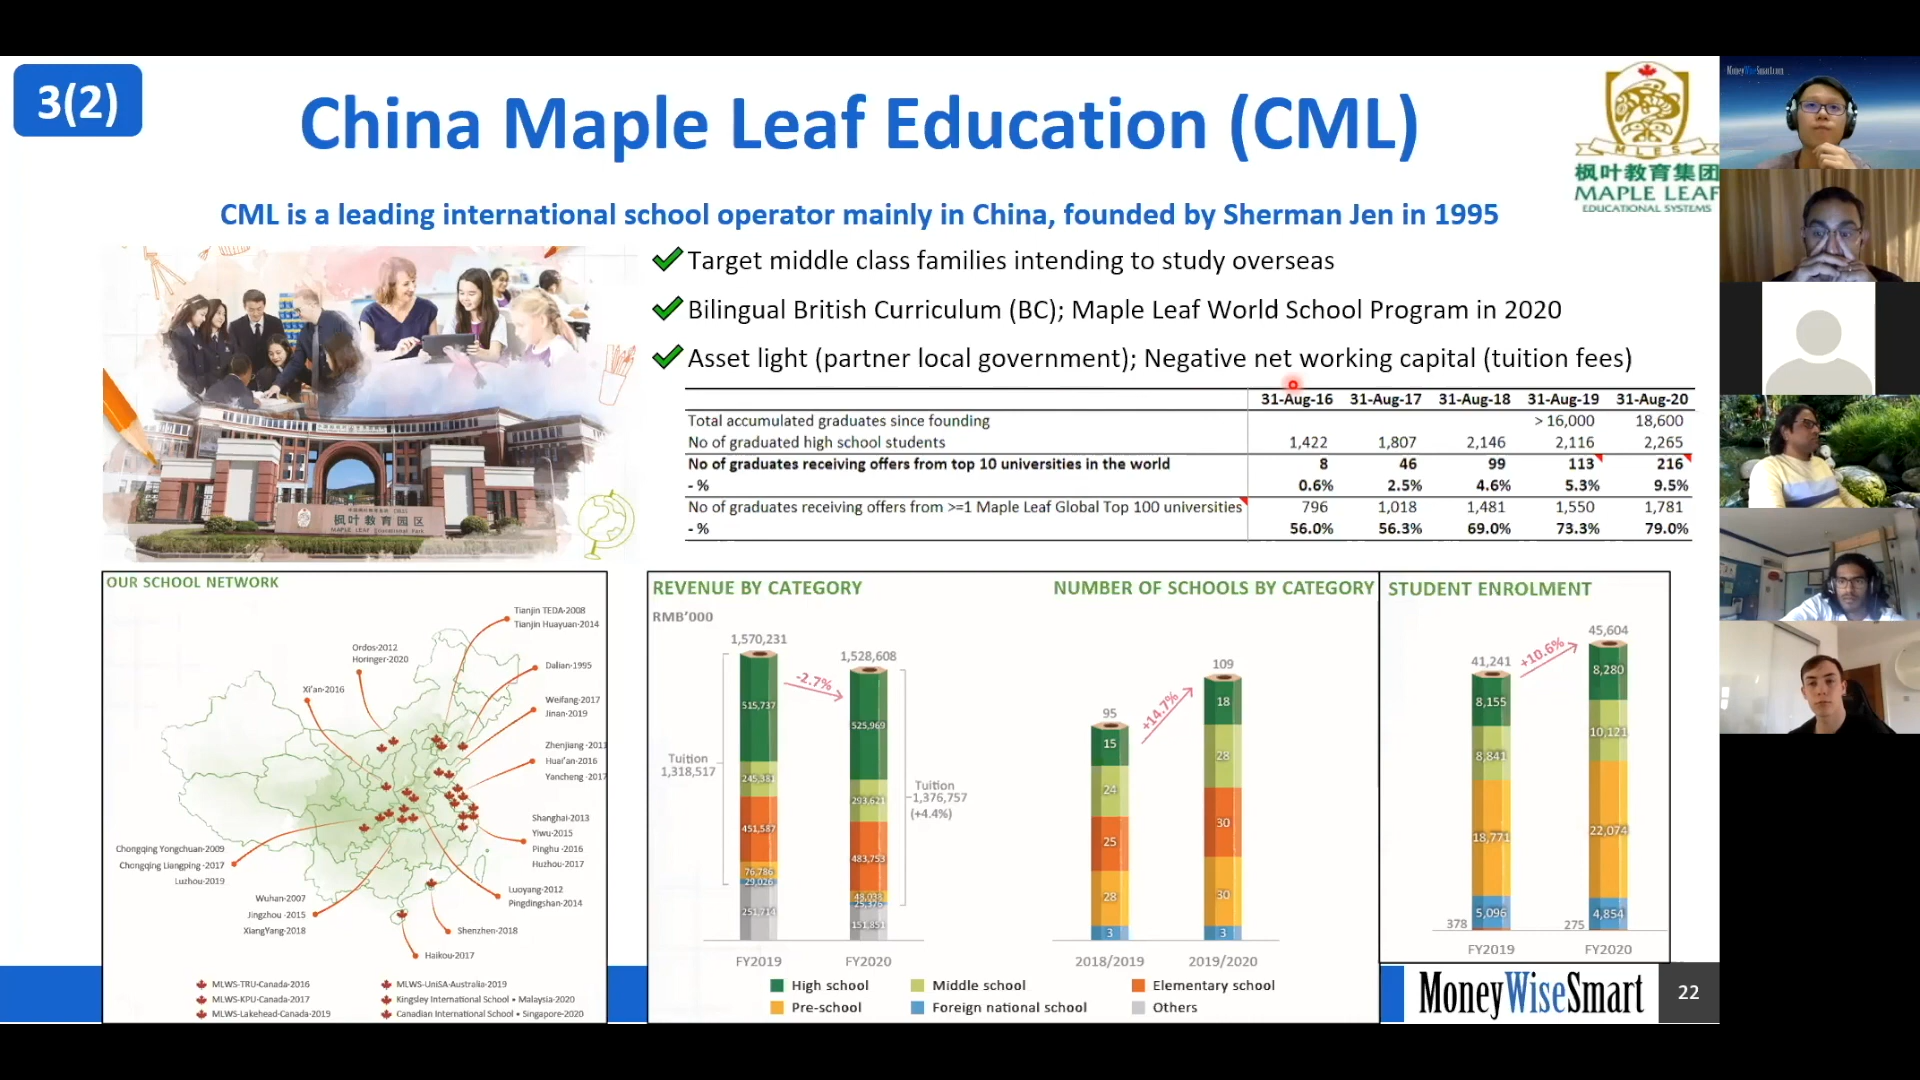 3(2)
China Maple Leaf Education (CML)
MLES
枫叶教育集团
MAPLE LEAF
EDUCATIONAL SYSTEMS
CML is a leading international school operator mainly in China, founded by Sherman Jen in 1995
Target middle class families intending to study overseas
Bilingual British Curriculum (BC); Maple Leaf World School Program in 2020
Asset light (partner local government); Negative net working capital (tuition fees)
31-Aug-16 31-Aug-17 31-Aug-18 31-Aug-19 31-Aug-20
Total accumulated graduates since founding > 16,000 18,600
No of graduated high school students 1,422 1,807 2,146 2,116 2,265
No of graduates receiving offers from top 10 universities in the world 8 46 99 113 216
- % 0.6% 2.5% 4.6% 5.3% 9.5%
No of graduates receiving offers from >=1 Maple Leaf Global Top 100 universities 796 1,018 1,481 1,550 1,781
- % 56.0% 56.3% 69.0% 73.3% 79.0%
枫叶教育园区
MAPLE LEAF Educational Park
OUR SCHOOL NETWORK
Tianjin TEDA-2008
Tianjin Huayuan-2014
Ordos-2012
Horinger-2020
Dalian-1995
Xi'an-2016
Weifang-2017
Jinan-2019
Zhenjiang -2011
Huai'an-2016
Yancheng -2017
Shanghai-2013
Yiwu-2015
Pinghu -2016
Huzhou-2017
Chongqing Yongchuan-2009
Chongqing Liangping -2017
Luzhou-2019
Wuhan-2007
Jingzhou -2015
XiangYang-2018
Luoyang-2012
Pingdingshan-2014
Shenzhen-2018
Haikou-2017
MLWS-TRU-Canada-2016
MLWS-KPU-Canada-2017
MLWS-Lakehead-Canada-2019
MLWS-UniSA-Australia-2019
Kingsley International School • Malaysia-2020
Canadian International School • Singapore-2020
REVENUE BY CATEGORY
RMB'000
1,570,231
1,528,608
-2.7%
515,737
525,969
Tuition
1,318,517
245,381
293,621
Tuition
1,376,757
(+4.4%)
451,587
483,753
76,786
29,026
48,038
25,376
251,714
151,851
FY2019
FY2020
NUMBER OF SCHOOLS BY CATEGORY
95
109
+14.7%
15
18
24
28
25
30
28
30
3
3
2018/2019
2019/2020
High school
Middle school
Elementary school
Pre-school
Foreign national school
Others
STUDENT ENROLMENT
41,241
45,604
+10.6%
8,155
8,280
8,841
10,121
18,771
22,074
5,096
4,854
378
275
FY2019
FY2020
MoneyWiseSmart
22
MoneyWiseSmart.com